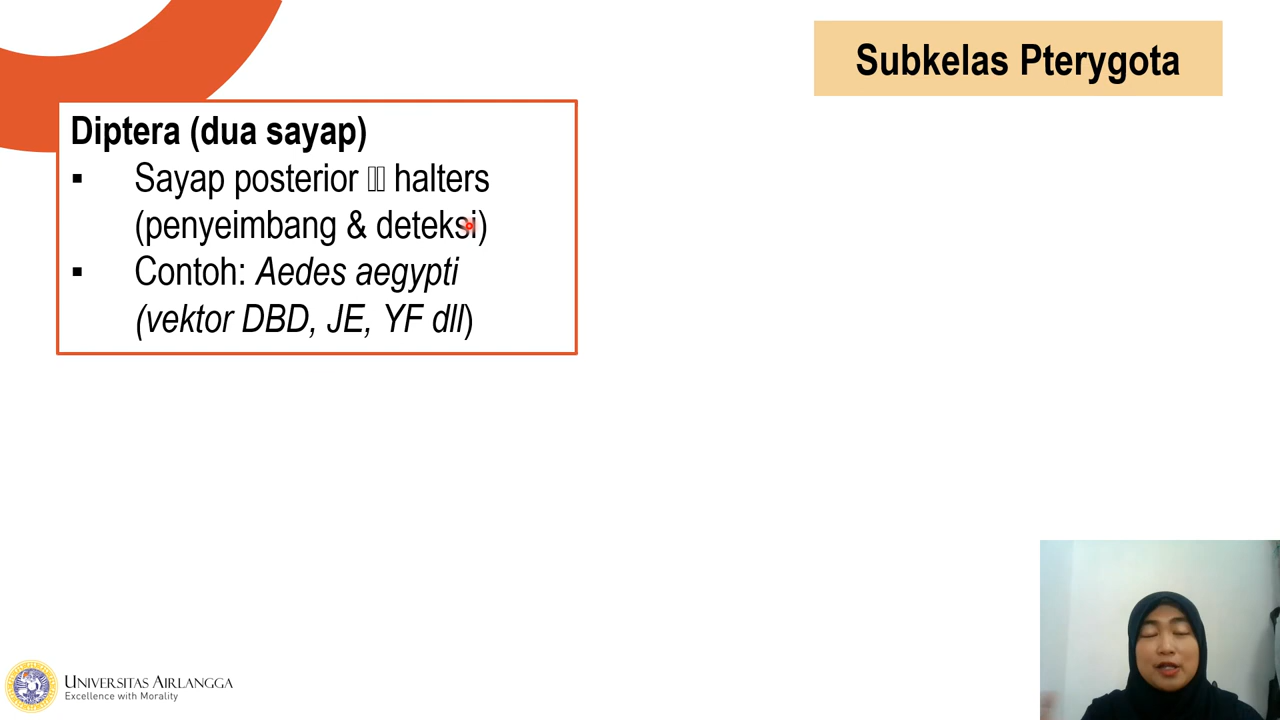 Subkelas Pterygota
Diptera (dua sayap)
▪ Sayap posterior halters
(penyeimbang & deteksi)
▪ Contoh: Aedes aegypti
(vektor DBD, JE, YF dll)
UNIVERSITAS AIRLANGGA
Excellence with Morality